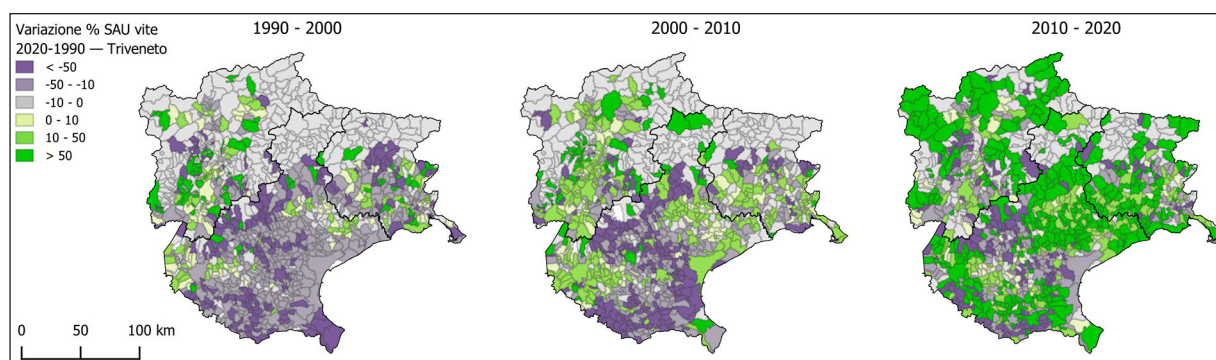 Variazione % SAU vite
2020-1990 — Triveneto
< -50
-50 - -10
-10 - 0
0 - 10
10 - 50
> 50
1990 - 2000
2000 - 2010
2010 - 2020
0 50 100 km